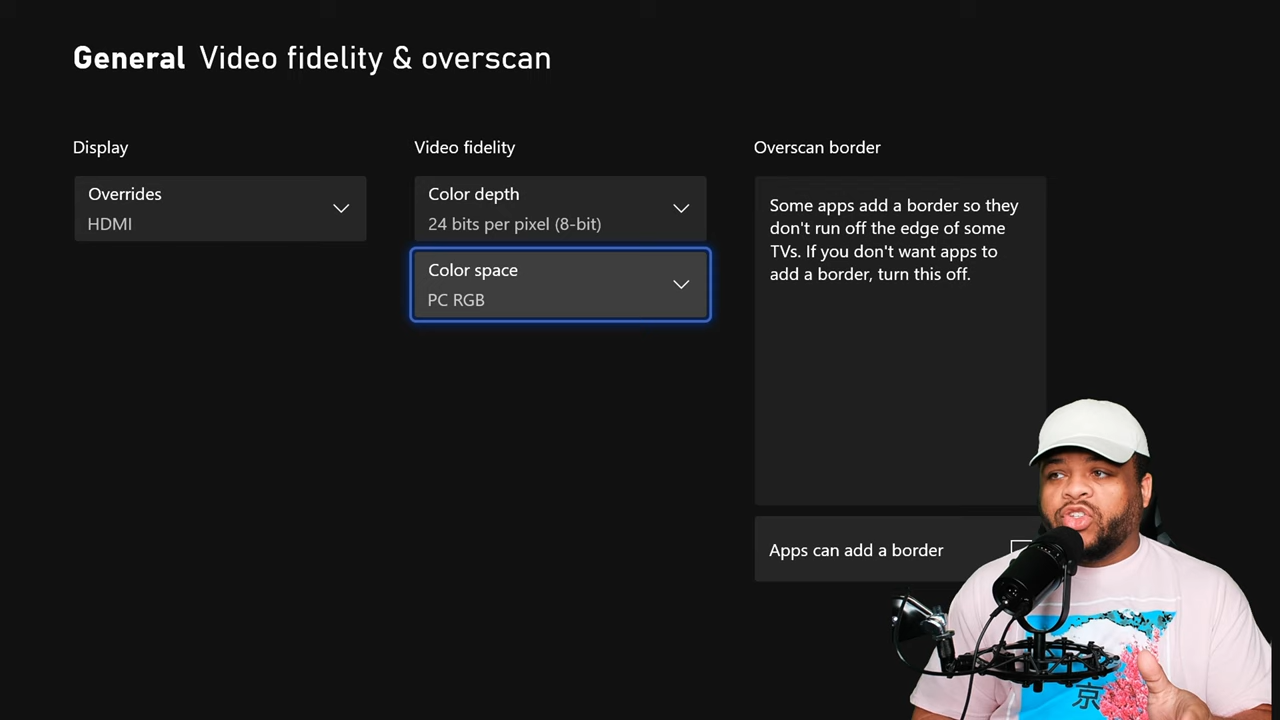 General Video fidelity & overscan
Display
Overrides
HDMI
Video fidelity
Color depth
24 bits per pixel (8-bit)
Color space
PC RGB
Overscan border
Some apps add a border so they
don't run off the edge of some
TVs. If you don't want apps to
add a border, turn this off.
Apps can add a border
京